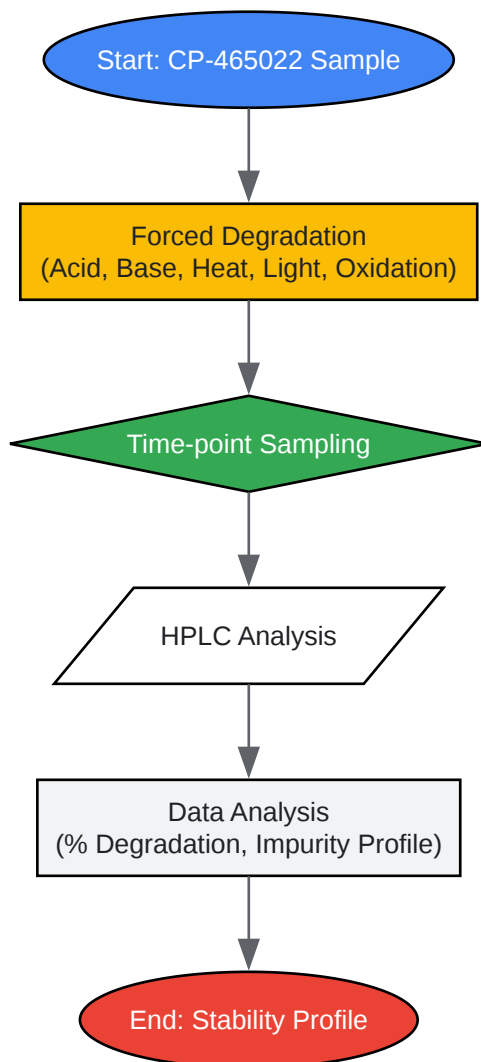 Start: CP-465022 Sample
Forced Degradation
(Acid, Base, Heat, Light, Oxidation)
Time-point Sampling
HPLC Analysis
Data Analysis
(% Degradation, Impurity Profile)
End: Stability Profile